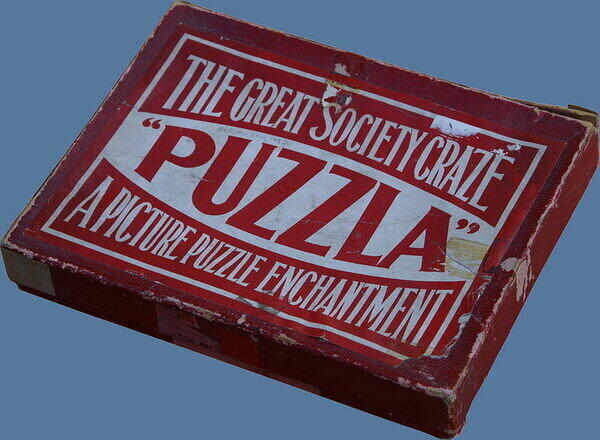 THE GREAT SOCIETY CRAZE
"PUZZLA"
A PICTURE PUZZLE ENCHANTMENT